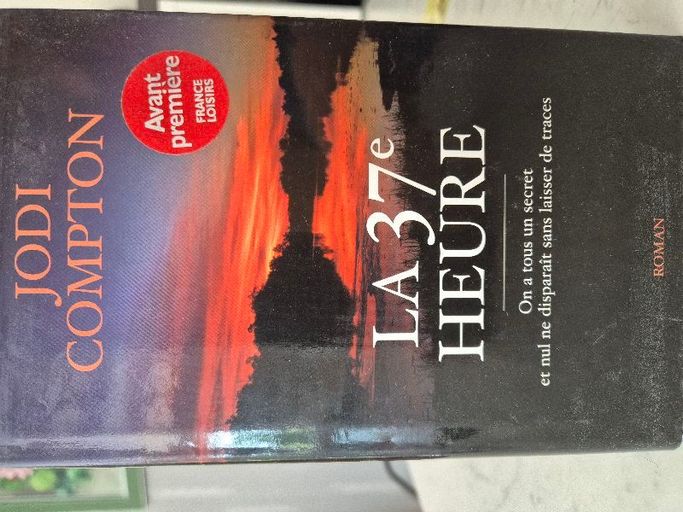 JODI
COMPTON
Avant
première
FRANCE
LOISIRS
LA 37e
HEURE
On a tous un secret
et nul ne disparaît sans laisser de traces
ROMAN